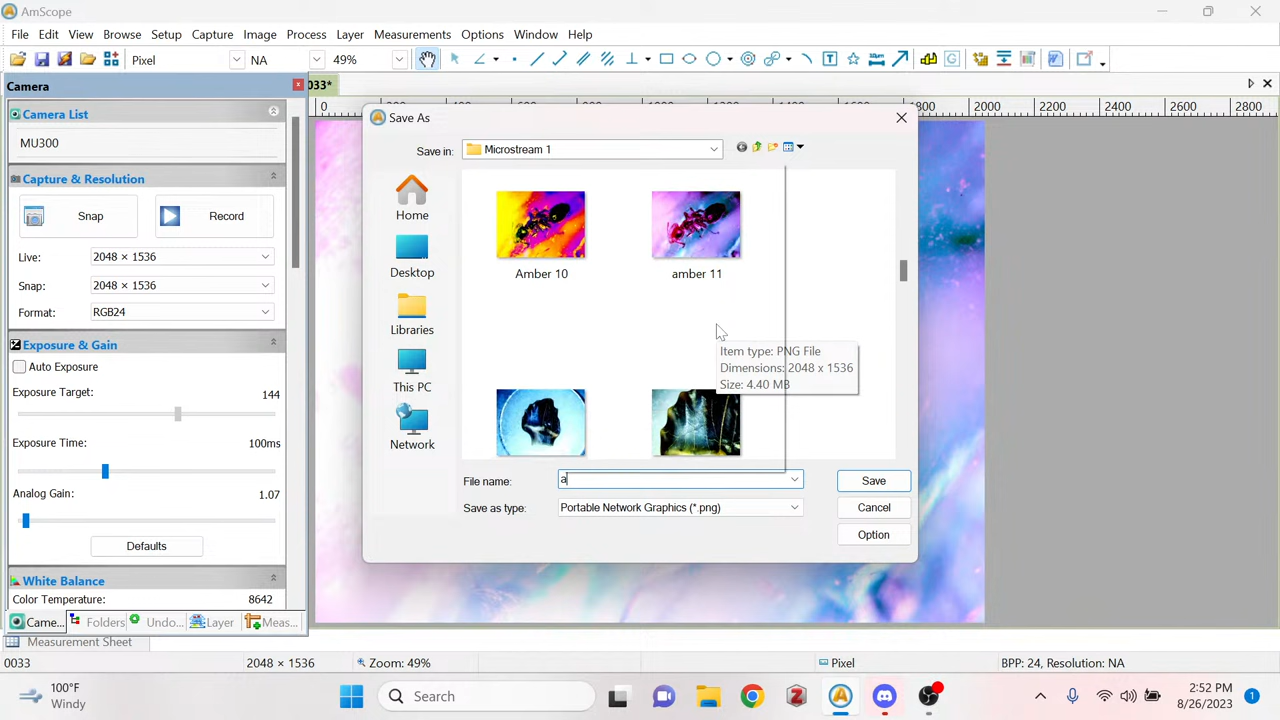 AmScope
File Edit View Browse Setup Capture Image Process Layer Measurements Options Window Help
Pixel NA 49%
Camera
033*
0 2000 2200 2400 2600 2800
Camera List
MU300
Capture & Resolution
Snap Record
Live: 2048 × 1536
Snap: 2048 × 1536
Format: RGB24
Exposure & Gain
Auto Exposure
Exposure Target: 144
Exposure Time: 100ms
Analog Gain: 1.07
Defaults
White Balance
Color Temperature: 8642
Came... Folders Undo... Layer Meas...
Measurement Sheet
Save As
Save in: Microstream 1
Home
Desktop
Libraries
This PC
Network
Amber 10 amber 11
Item type: PNG File
Dimensions: 2048 x 1536
Size: 4.40 MB
File name: a Save
Save as type: Portable Network Graphics (*.png) Cancel
Option
0033 2048 × 1536 Zoom: 49% Pixel BPP: 24, Resolution: NA
100°F
Windy
Search
2:52 PM
8/26/2023
1